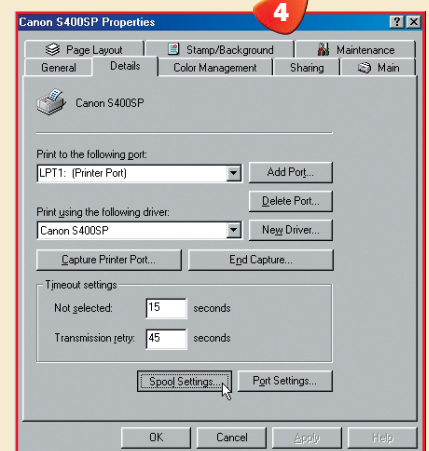 4
Canon S400SP Properties
Page Layout Stamp/Background Maintenance
General Details Color Management Sharing Main
Canon S400SP
Print to the following port:
LPT1: (Printer Port) Add Port...
Delete Port...
Print using the following driver:
Canon S400SP New Driver...
Capture Printer Port... End Capture...
Timeout settings
Not selected: 15 seconds
Transmission retry: 45 seconds
Spool Settings... Port Settings...
OK Cancel Apply Help